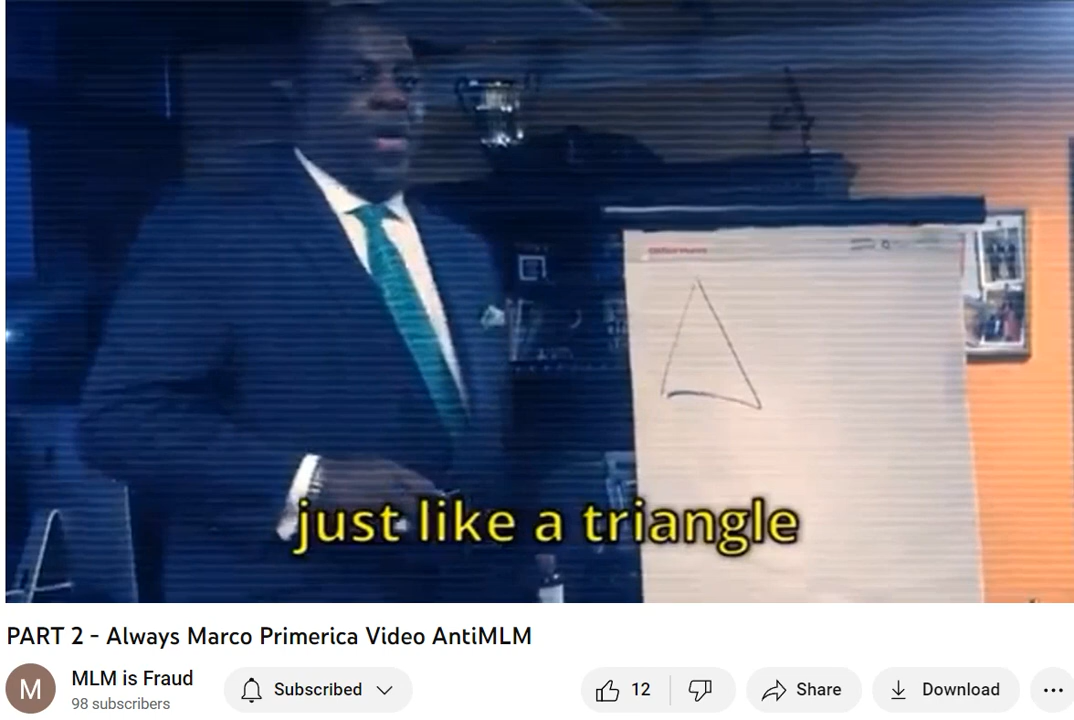 just like a triangle
PART 2 - Always Marco Primerica Video AntiMLM
M
MLM is Fraud
98 subscribers
Subscribed
12
Share
Download